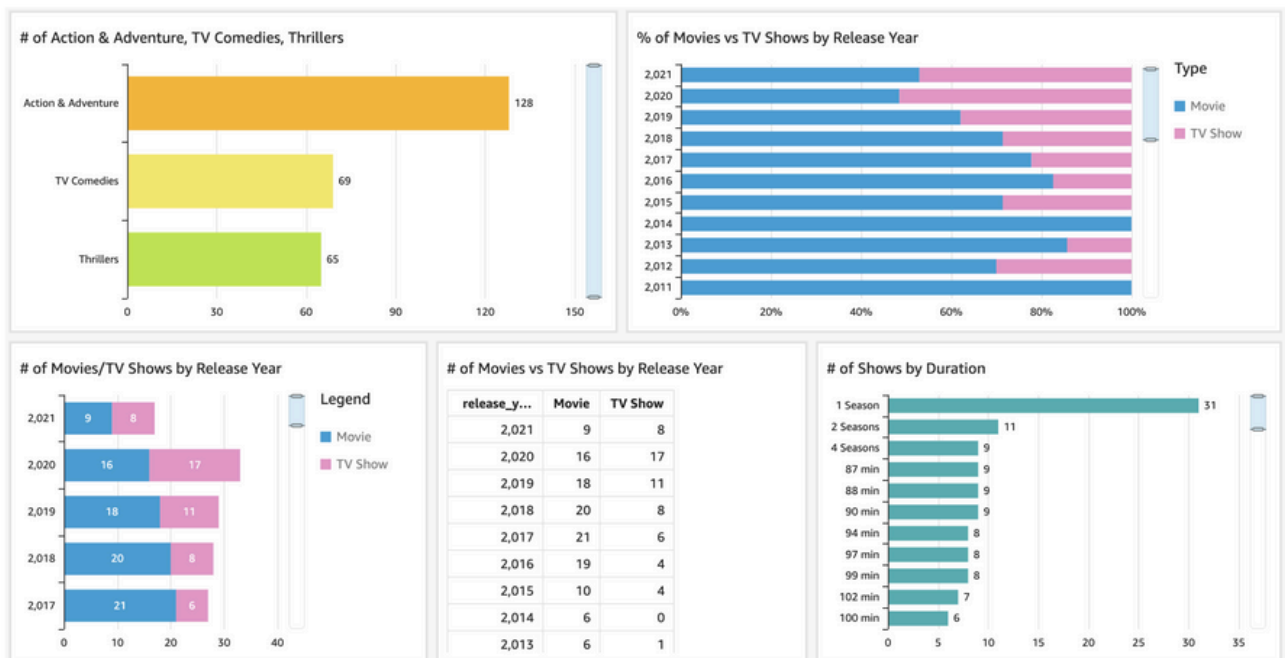 # of Action & Adventure, TV Comedies, Thrillers
Action & Adventure
128
TV Comedies
69
Thrillers
65
0 30 60 90 120 150
% of Movies vs TV Shows by Release Year
2,021
2,020
2,019
2,018
2,017
2,016
2,015
2,014
2,013
2,012
2,011
0% 20% 40% 60% 80% 100%
Type
Movie
TV Show
# of Movies/TV Shows by Release Year
2,021 9 8
2,020 16 17
2,019 18 11
2,018 20 8
2,017 21 6
0 10 20 30 40
Legend
Movie
TV Show
# of Movies vs TV Shows by Release Year
release_y... Movie TV Show
2,021 9 8
2,020 16 17
2,019 18 11
2,018 20 8
2,017 21 6
2,016 19 4
2,015 10 4
2,014 6 0
2,013 6 1
# of Shows by Duration
1 Season 31
2 Seasons 11
4 Seasons 9
87 min 9
88 min 9
90 min 9
94 min 8
97 min 8
99 min 8
102 min 7
100 min 6
0 5 10 15 20 25 30 35